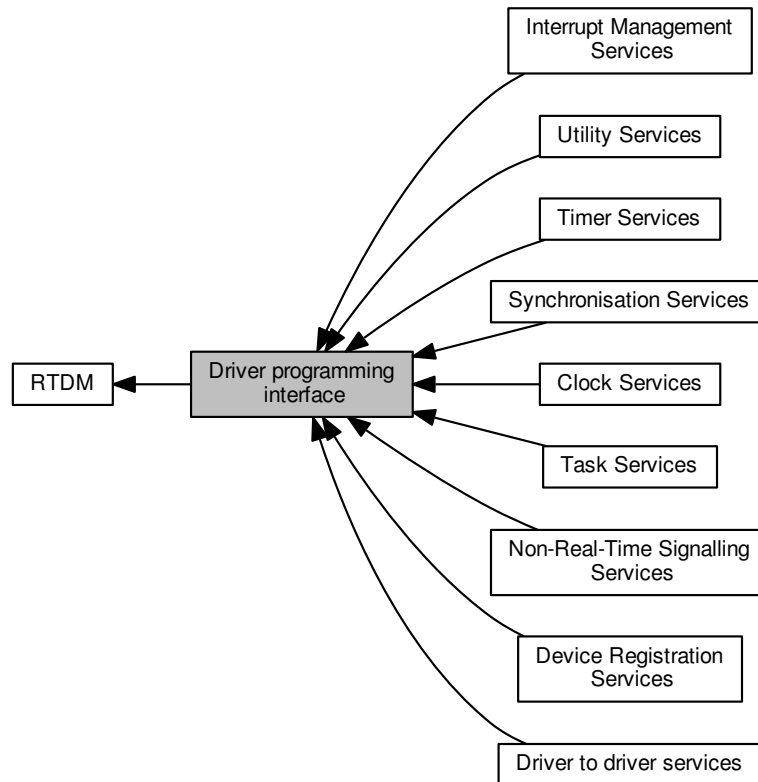 Interrupt Management
Services
Utility Services
Timer Services
Synchronisation Services
RTDM
Driver programming
interface
Clock Services
Task Services
Non-Real-Time Signalling
Services
Device Registration
Services
Driver to driver services